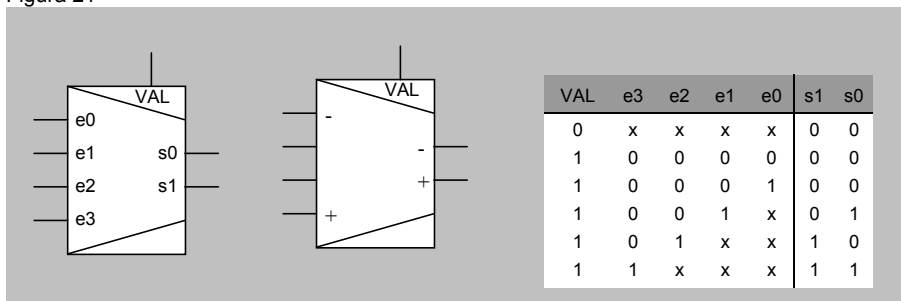 VAL
e0
e1 s0
e2 s1
e3
VAL
-
-
+
+
VAL e3 e2 e1 e0 s1 s0
0 x x x x 0 0
1 0 0 0 0 0 0
1 0 0 0 1 0 0
1 0 0 1 x 0 1
1 0 1 x x 1 0
1 1 x x x 1 1